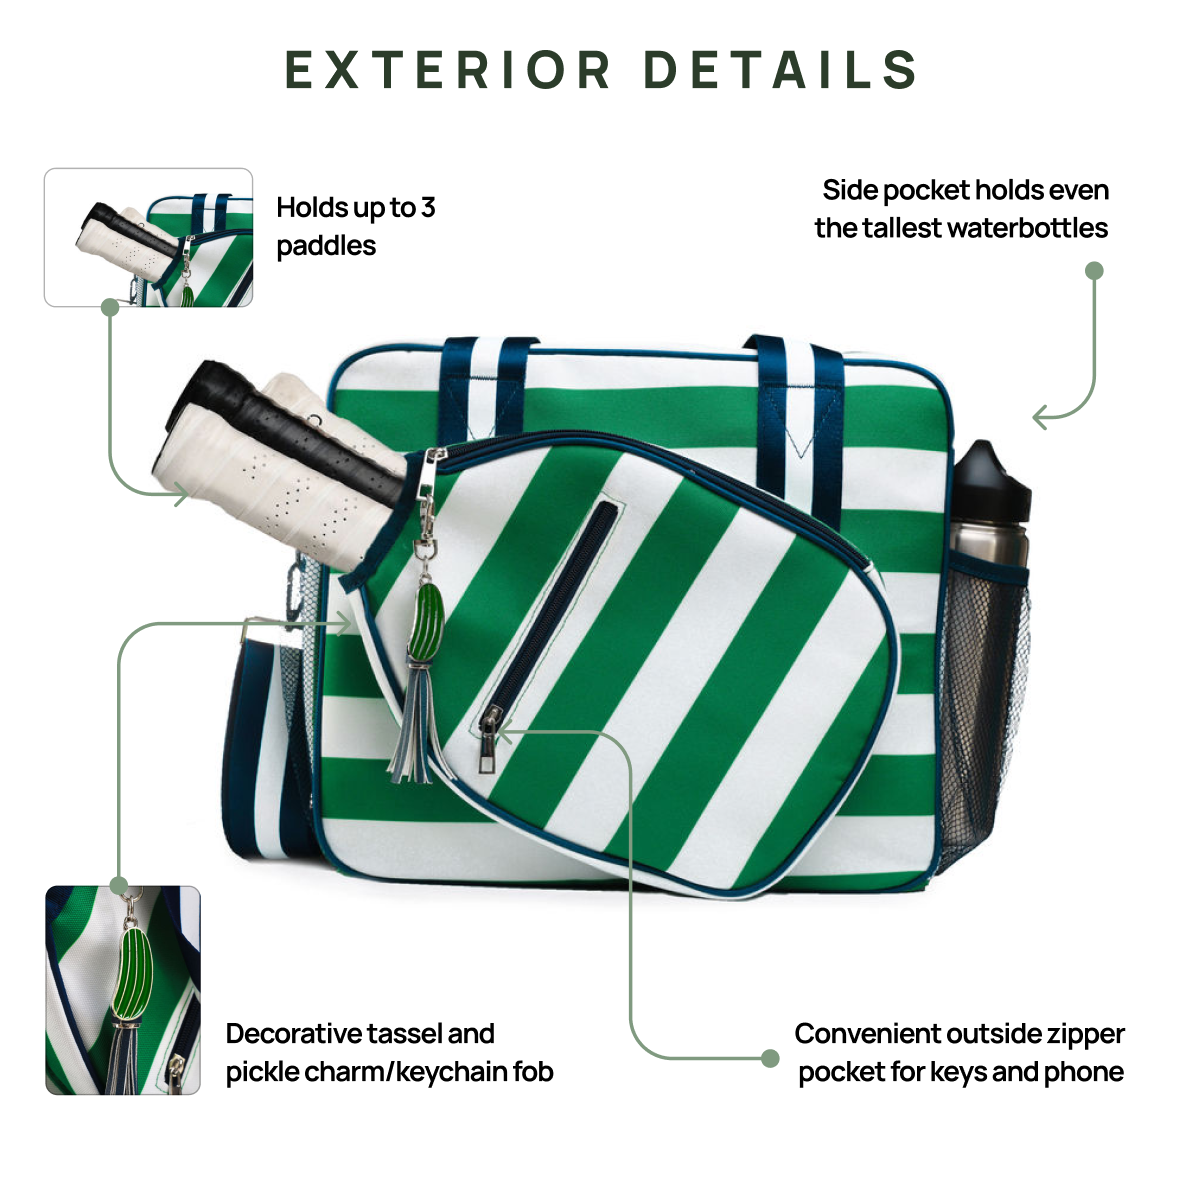 EXTERIOR DETAILS
Holds up to 3
paddles
Side pocket holds even
the tallest waterbottles
Decorative tassel and
pickle charm/keychain fob
Convenient outside zipper
pocket for keys and phone